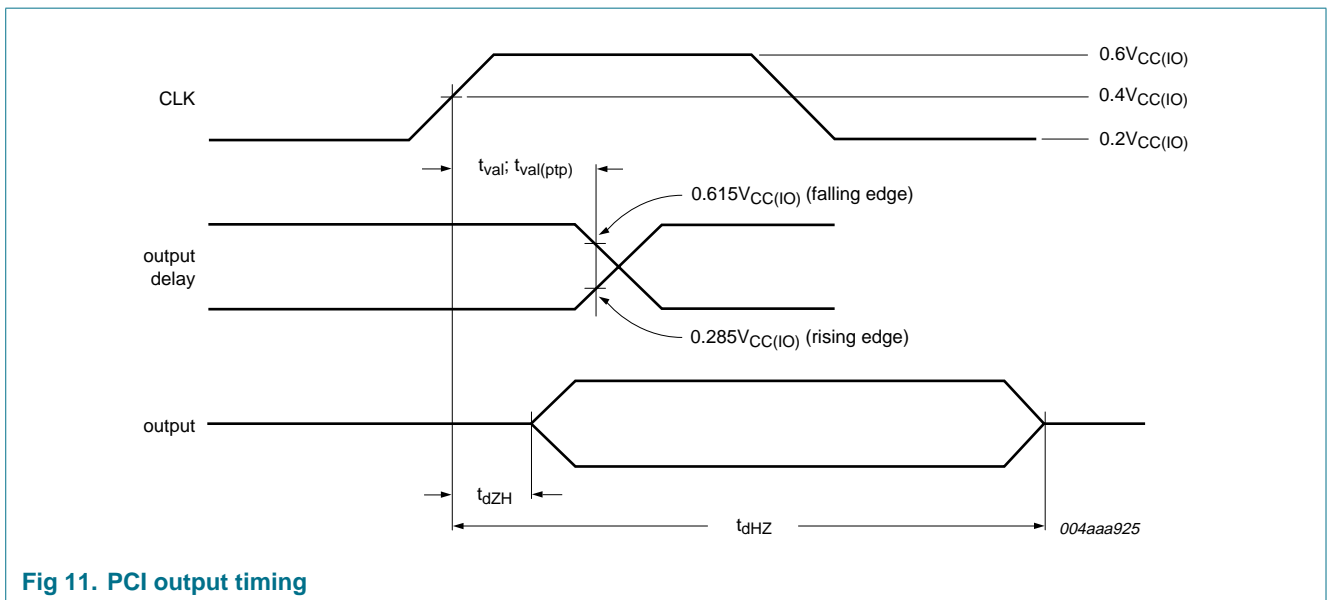 0.6VCC(IO)
CLK
0.4VCC(IO)
0.2VCC(IO)
tval; tval(ptp)
0.615VCC(IO) (falling edge)
output
delay
0.285VCC(IO) (rising edge)
output
tdZH
tdHZ
004aaa925
Fig 11. PCI output timing